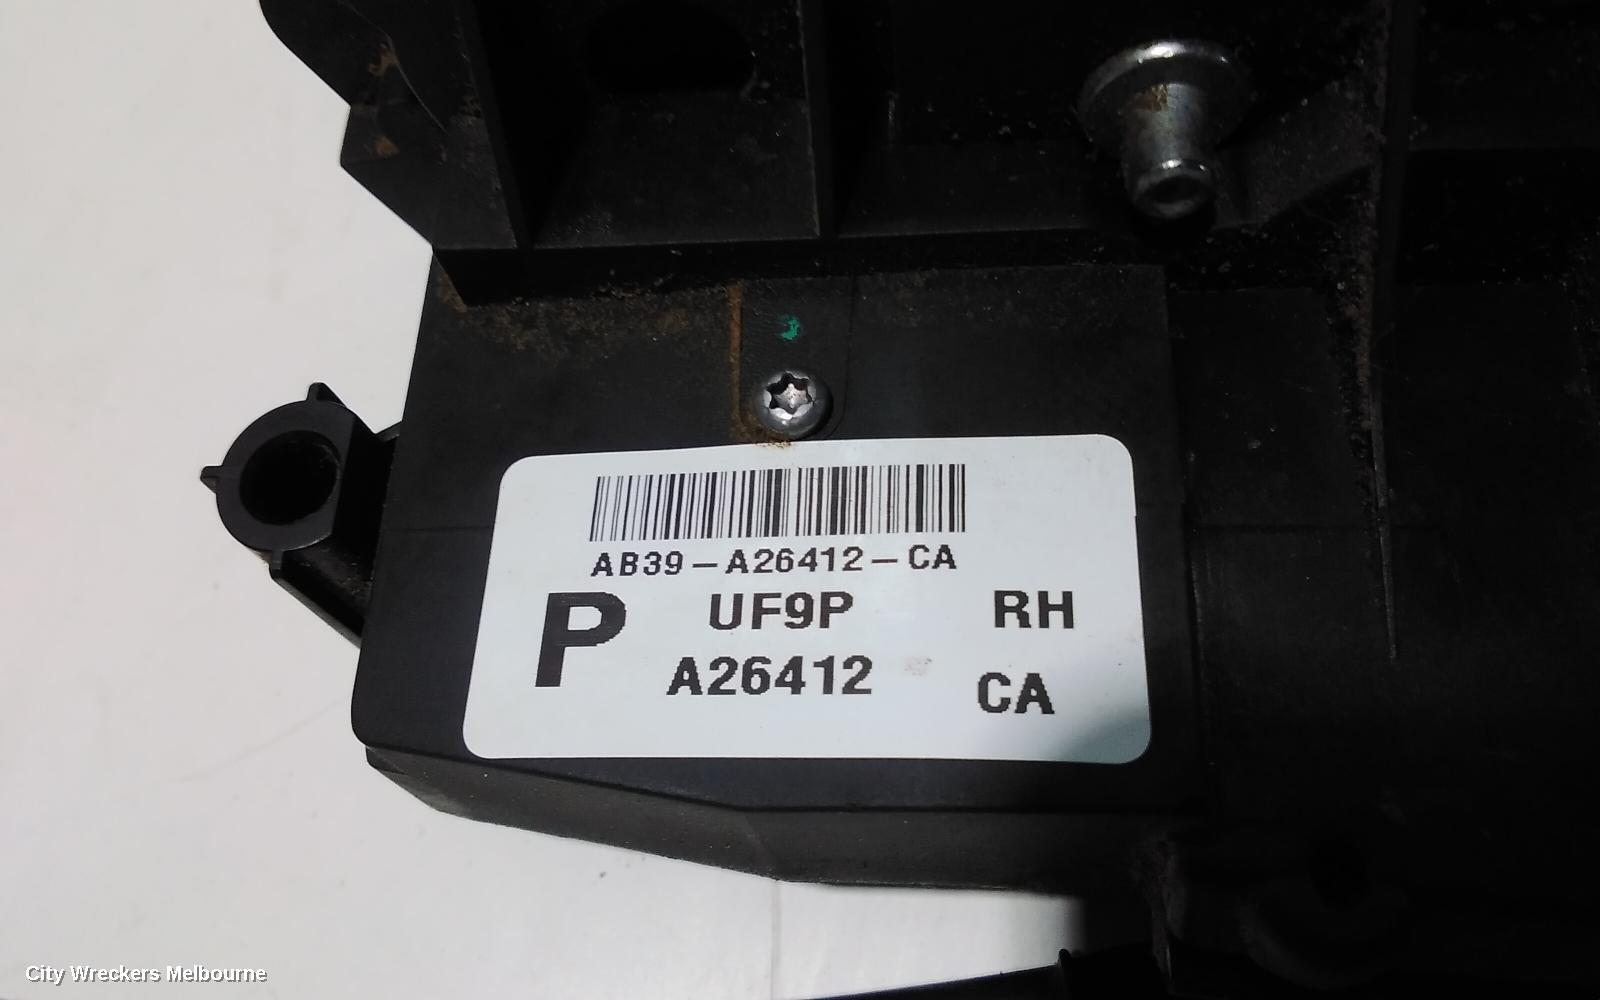 AB39-A26412-CA
P UF9P RH
A26412 CA
City Wreckers Melbourne